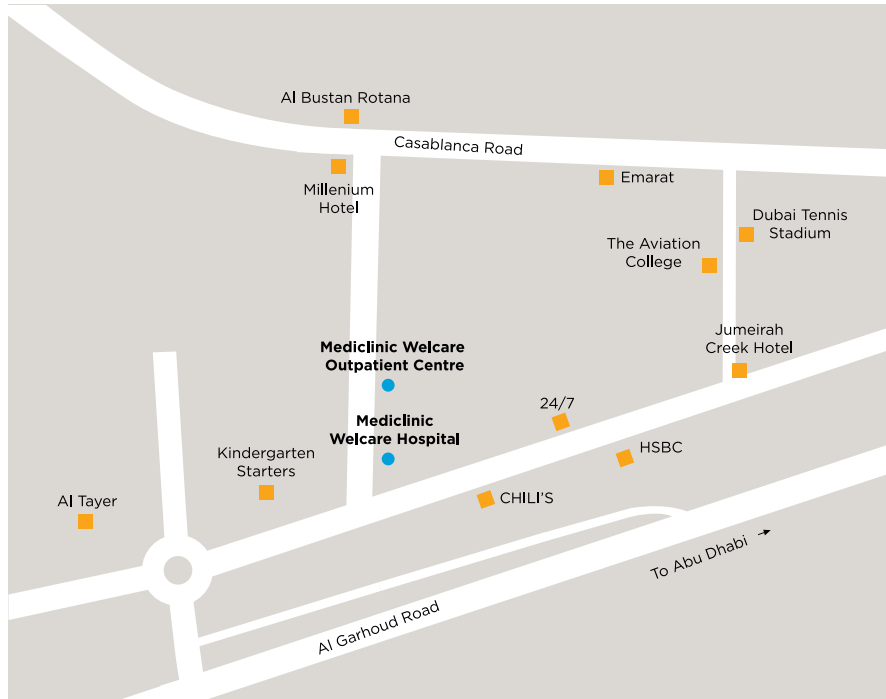 Al Bustan Rotana
Casablanca Road
Millenium
Hotel
Emarat
Dubai Tennis
Stadium
The Aviation
College
Jumeirah
Creek Hotel
Mediclinic Welcare
Outpatient Centre
24/7
Mediclinic
Welcare Hospital
HSBC
Kindergarten
Starters
CHILI'S
Al Tayer
To Abu Dhabi
Al Garhoud Road